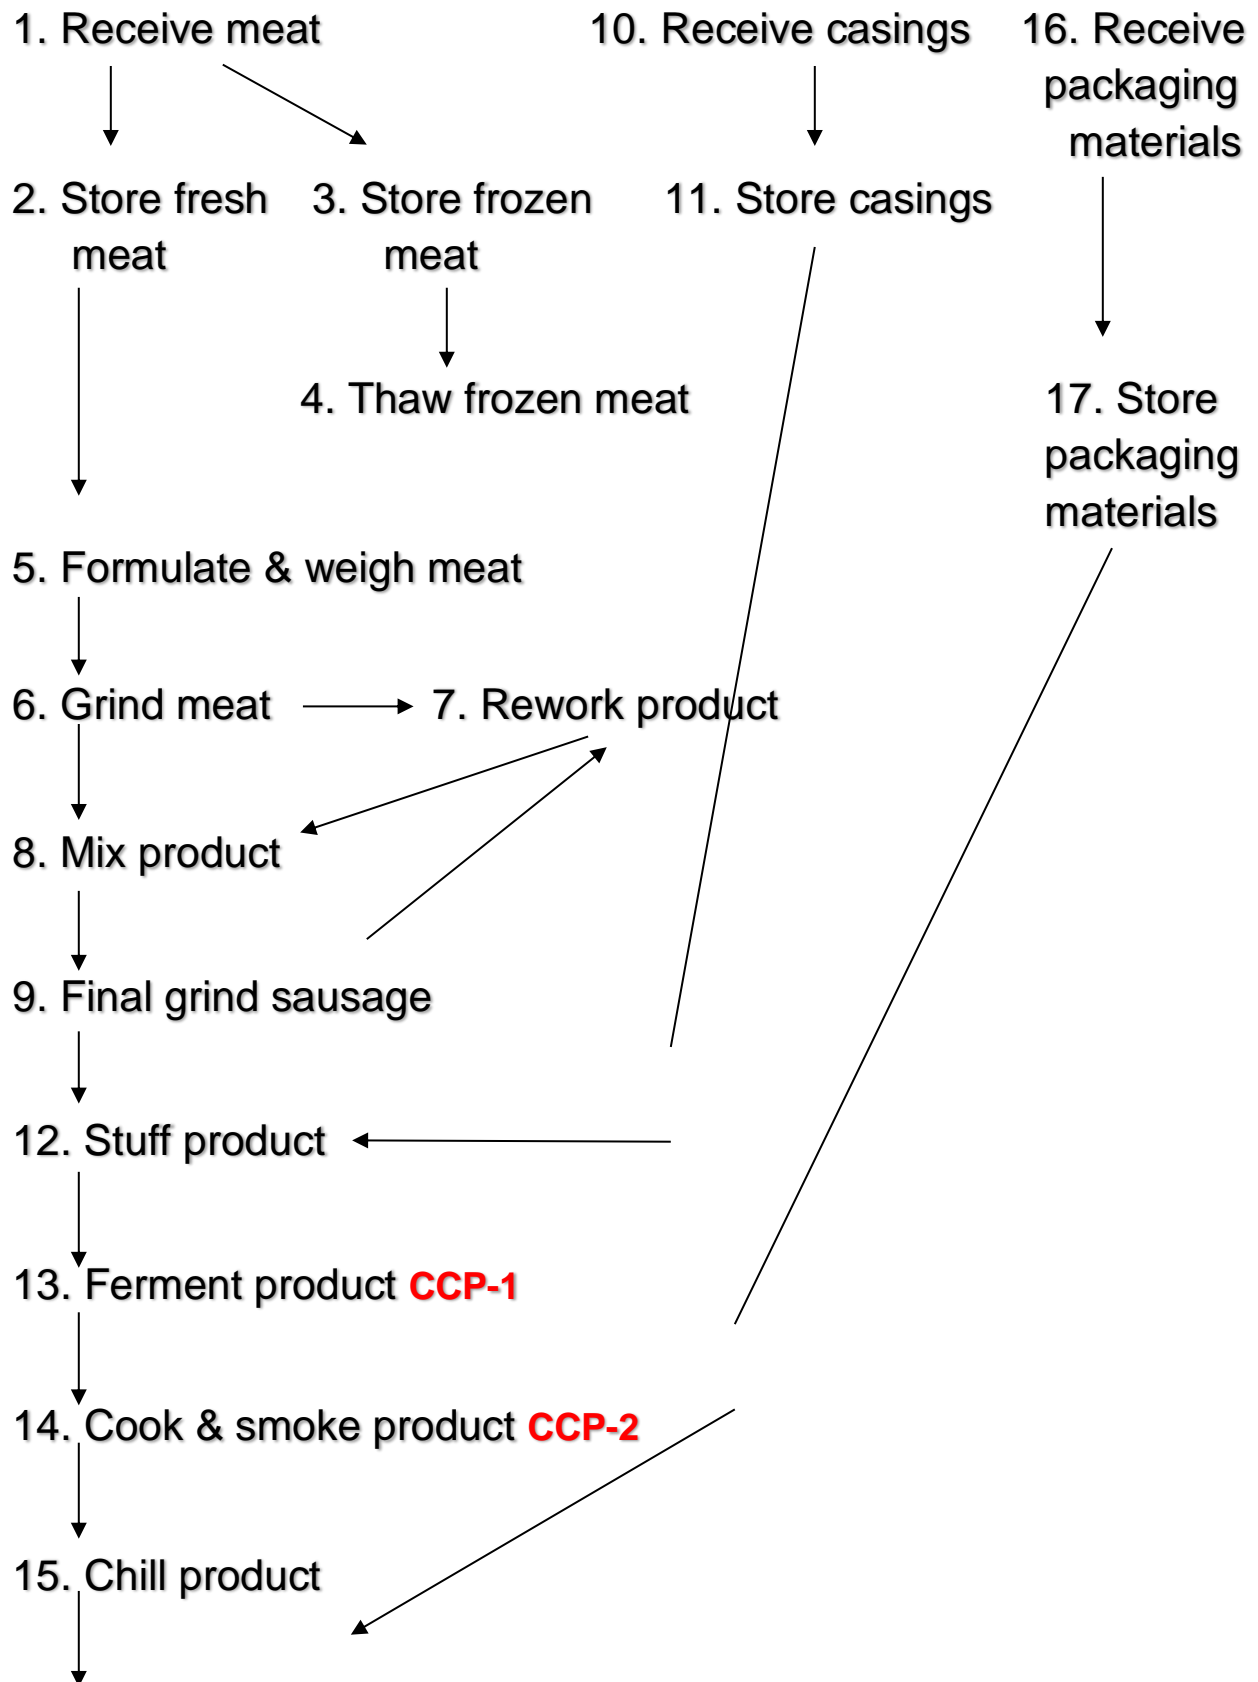 1. Receive meat
10. Receive casings
16. Receive
packaging
materials
2. Store fresh
meat
3. Store frozen
meat
11. Store casings
4. Thaw frozen meat
17. Store
packaging
materials
5. Formulate & weigh meat
6. Grind meat
7. Rework product
8. Mix product
9. Final grind sausage
12. Stuff product
13. Ferment product CCP-1
14. Cook & smoke product CCP-2
15. Chill product